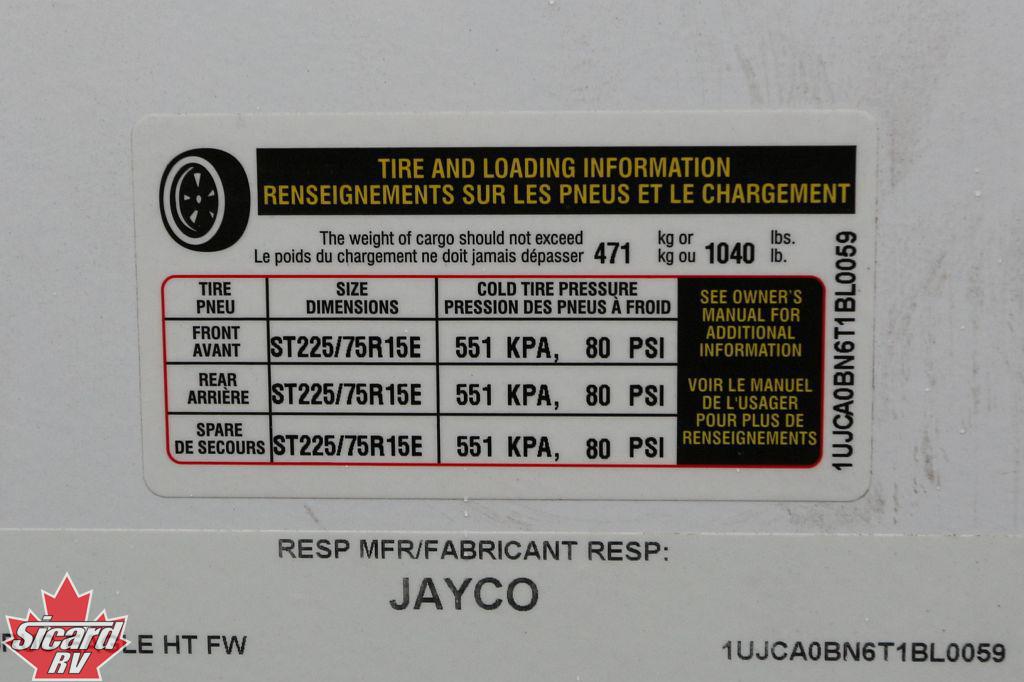 TIRE AND LOADING INFORMATION
RENSEIGNEMENTS SUR LES PNEUS ET LE CHARGEMENT
The weight of cargo should not exceed 471 kg or 1040 lbs.
Le poids du chargement ne doit jamais dépasser kg ou lb.
TIRE SIZE COLD TIRE PRESSURE
PNEU DIMENSIONS PRESSION DES PNEUS À FROID
FRONT
AVANT ST225/75R15E 551 KPA, 80 PSI
REAR
ARRIÈRE ST225/75R15E 551 KPA, 80 PSI
SPARE
DE SECOURS ST225/75R15E 551 KPA, 80 PSI
SEE OWNER'S
MANUAL FOR
ADDITIONAL
INFORMATION
VOIR LE MANUEL
DE L'USAGER
POUR PLUS DE
RENSEIGNEMENTS
1UJCA0BN6T1BL0059
RESP MFR/FABRICANT RESP:
JAYCO
LE HT FW 1UJCA0BN6T1BL0059
Sicard
RV